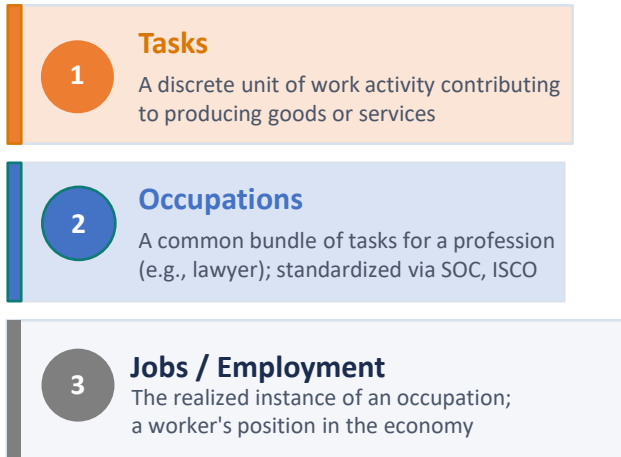 1
Tasks
A discrete unit of work activity contributing
to producing goods or services
2
Occupations
A common bundle of tasks for a profession
(e.g., lawyer); standardized via SOC, ISCO
3
Jobs / Employment
The realized instance of an occupation;
a worker's position in the economy